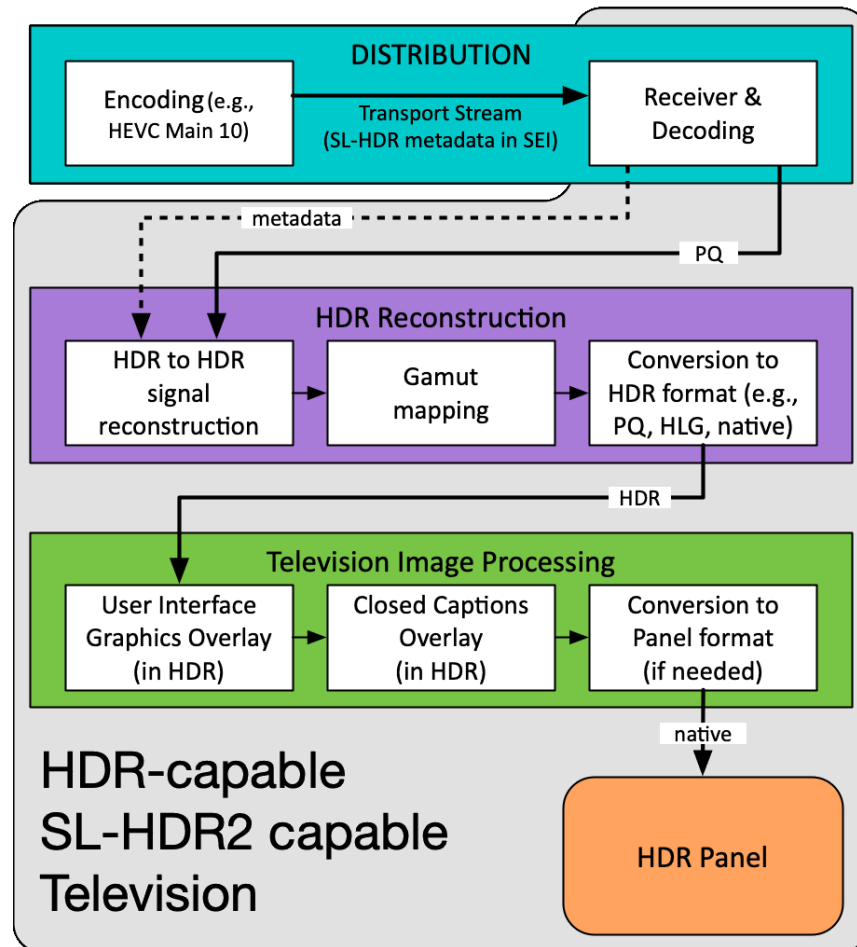 DISTRIBUTION
Encoding (e.g.,
HEVC Main 10)
Transport Stream
(SL-HDR metadata in SEI)
Receiver &
Decoding
metadata
PQ
HDR Reconstruction
HDR to HDR
signal
reconstruction
Gamut
mapping
Conversion to
HDR format (e.g.,
PQ, HLG, native)
HDR
Television Image Processing
User Interface
Graphics Overlay
(in HDR)
Closed Captions
Overlay
(in HDR)
Conversion to
Panel format
(if needed)
native
HDR-capable
SL-HDR2 capable
Television
HDR Panel